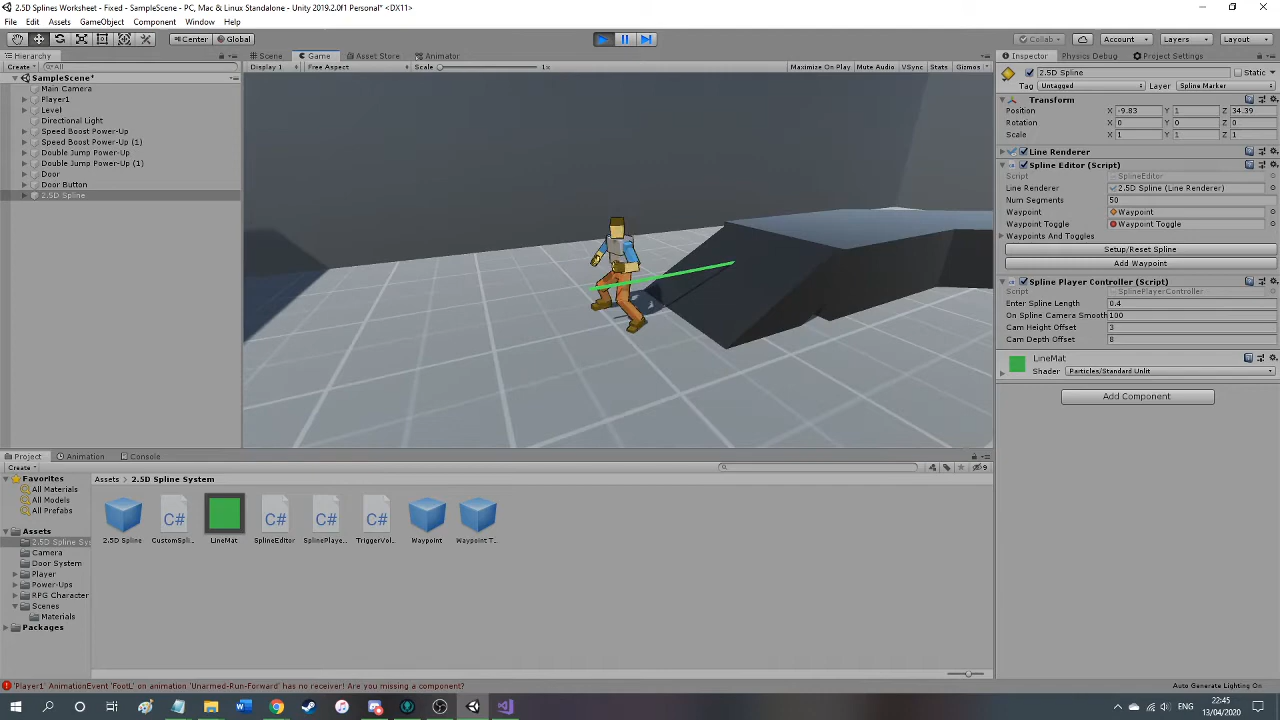 2.5D Splines Worksheet - Fixed - SampleScene - PC, Mac & Linux Standalone - Unity 2019.2.0f1 Personal* <DX11>
File Edit Assets GameObject Component Window Help
Center Global Collab Account Layers Layout
Hierarchy
Create All
SampleScene*
Main Camera
Player1
Level
Directional Light
Speed Boost Power-Up
Speed Boost Power-Up (1)
Double Jump Power-Up
Double Jump Power-Up (1)
Door
Door Button
2.5D Spline
Scene Game Asset Store Animator
Display 1 Free Aspect Scale 1x Maximize On Play Mute Audio VSync Stats Gizmos
Inspector Physics Debug Project Settings
2.5D Spline Static
Tag Untagged Layer Spline Marker
Transform
Position X -9.83 Y 1 Z 34.39
Rotation X 0 Y 0 Z 0
Scale X 1 Y 1 Z 1
Line Renderer
Spline Editor (Script)
Script SplineEditor
Line Renderer 2.5D Spline (Line Renderer)
Num Segments 50
Waypoint Waypoint
Waypoint Toggle Waypoint Toggle
Waypoints And Toggles
Setup/Reset Spline
Add Waypoint
Spline Player Controller (Script)
Script SplinePlayerController
Enter Spline Length 0.4
On Spline Camera Smooth 100
Cam Height Offset 3
Cam Depth Offset 8
LineMat
Shader Particles/Standard Unlit
Add Component
Project Animation Console
Create
9
Favorites
All Materials
All Models
All Prefabs
Assets
2.5D Spline Sys
Camera
Door System
Player
Power-Ups
RPG Character
Scenes
Materials
Packages
Assets 2.5D Spline System
C# C# C# C#
2.5D Spline CustomSpli... LineMat SplineEditor SplinePlaye... TriggerVol... Waypoint Waypoint T...
'Player1' AnimationEvent 'FootL' on animation 'Unarmed-Run-Forward' has no receiver! Are you missing a component?
Auto Generate Lighting On
22:45
13/04/2020